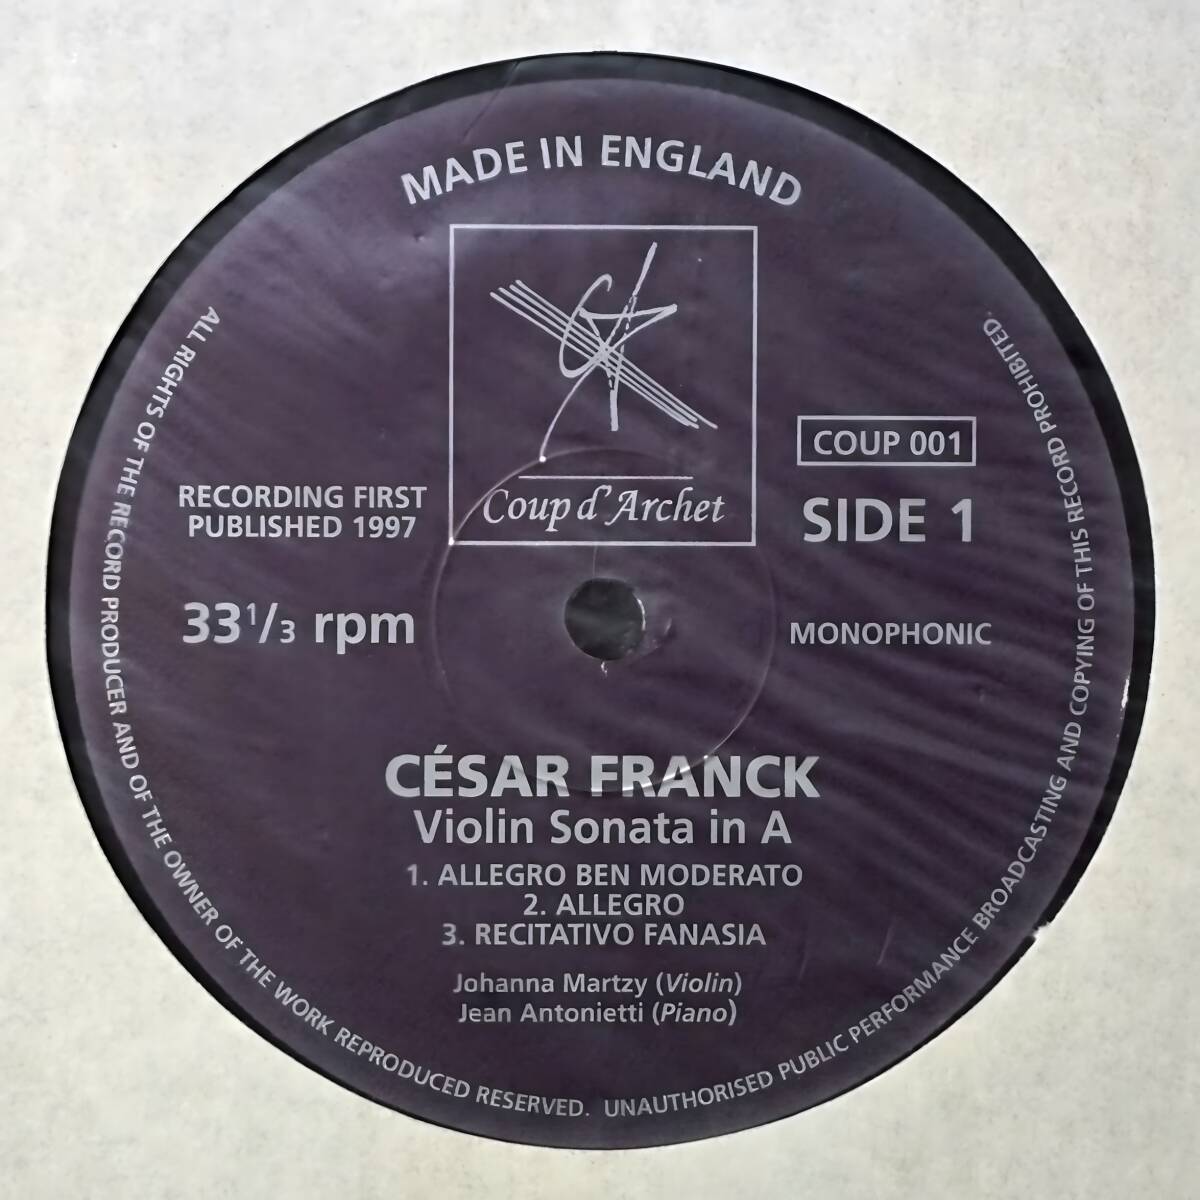 MADE IN ENGLAND
Coup d'Archet
RECORDING FIRST
PUBLISHED 1997
33 1/3 rpm
COUP 001
SIDE 1
MONOPHONIC
CÉSAR FRANCK
Violin Sonata in A
1. ALLEGRO BEN MODERATO
2. ALLEGRO
3. RECITATIVO FANASIA
Johanna Martzy (Violin)
Jean Antonietti (Piano)
ALL RIGHTS OF THE RECORD PRODUCER AND OF THE OWNER OF THE WORK REPRODUCED RESERVED. UNAUTHORISED PUBLIC PERFORMANCE BROADCASTING AND COPYING OF THIS RECORD PROHIBITED